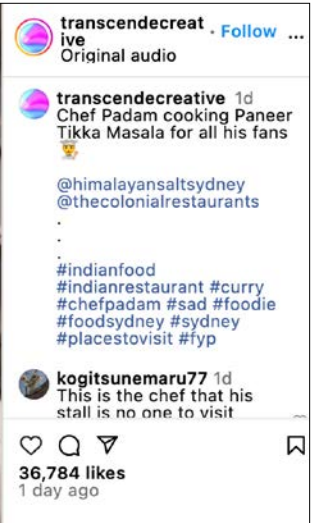 transcendecreat
ive
· Follow ...
Original audio
transcendecreative 1d
Chef Padam cooking Paneer
Tikka Masala for all his fans
👨‍🍳
@himalayansaltsydney
@thecolonialrestaurants
.
.
.
#indianfood
#indianrestaurant #curry
#chefpadam #sad #foodie
#foodsydney #sydney
#placestovisit #fyp
kogitsunemaru77 1d
This is the chef that his
stall is no one to visit
36,784 likes
1 day ago